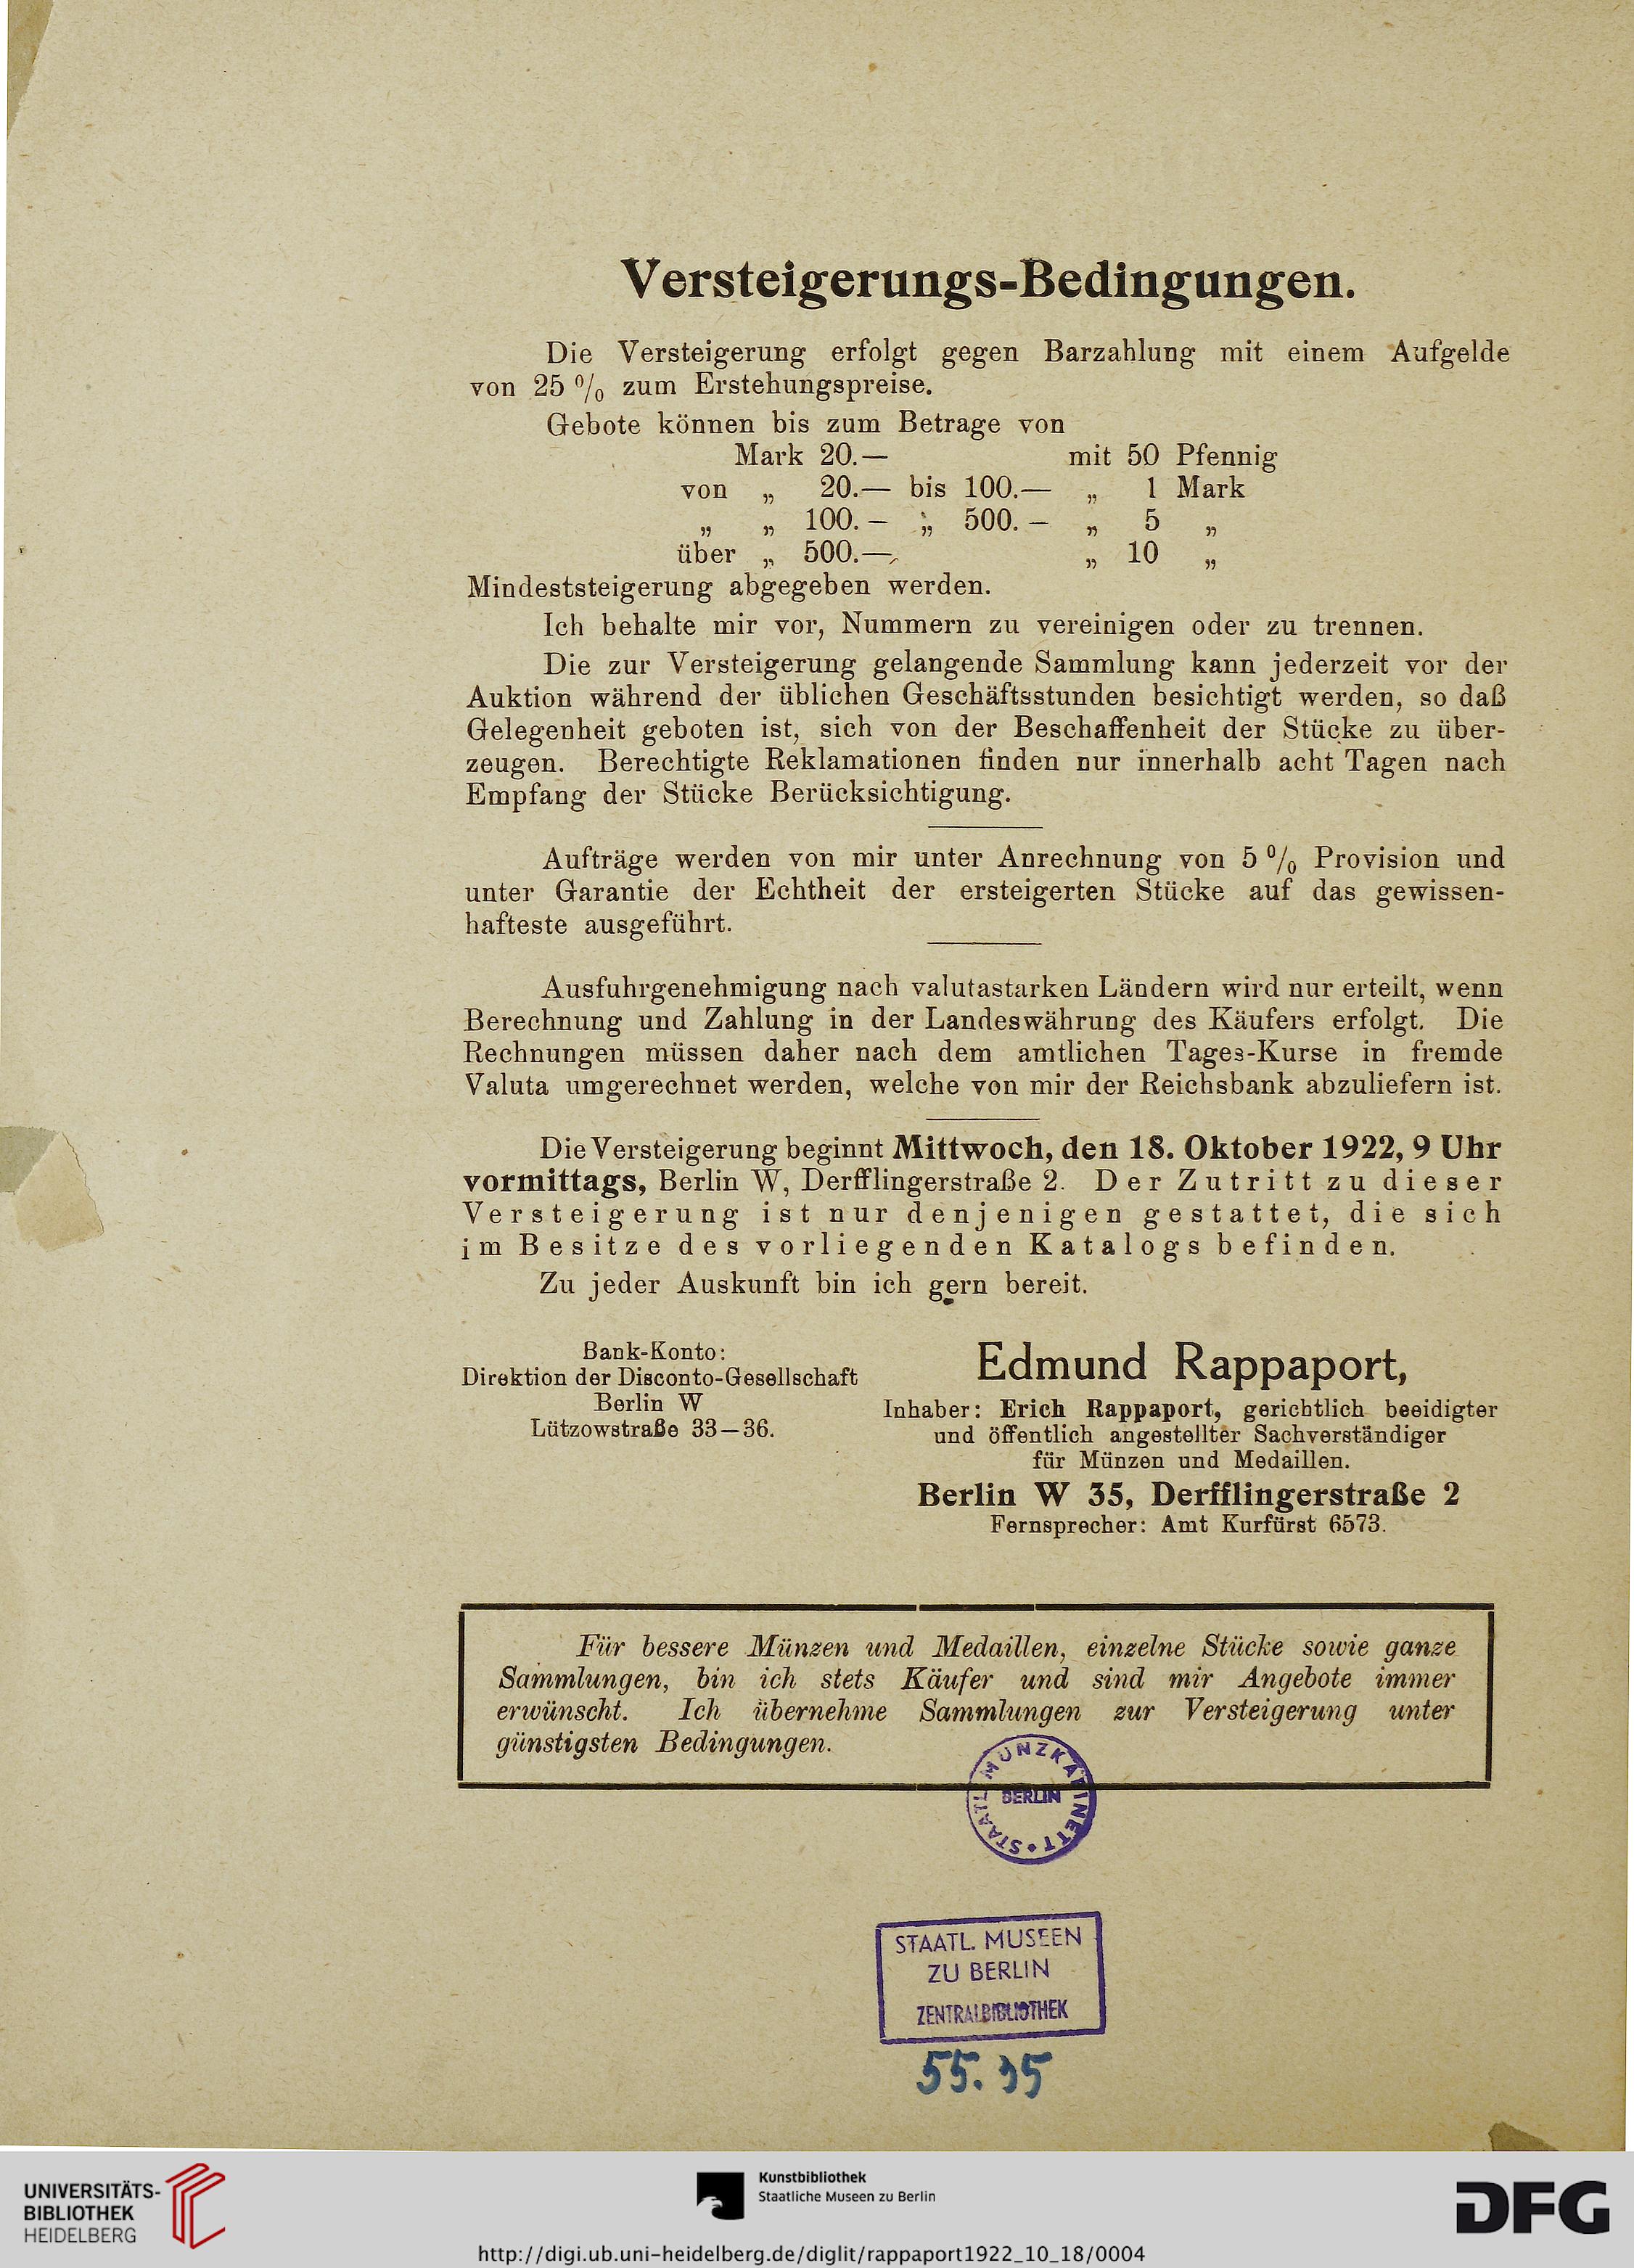 Versteigerungs-Bedingungen.
Die Versteigerung erfolgt gegen Barzahlung mit einem Aufgelde
von 25 % zum Erstehungspreise.
Gebote können bis zum Betrage von
Mark 20.— mit 50 Pfennig
von „ 20.— bis 100.— „ 1 Mark
„ „ 100.– „ 500.– „ 5 „
über „ 500.— „ 10 „
Mindeststeigerung abgegeben werden.
Ich behalte mir vor, Nummern zu vereinigen oder zu trennen.
Die zur Versteigerung gelangende Sammlung kann jederzeit vor der
Auktion während der üblichen Geschäftsstunden besichtigt werden, so daß
Gelegenheit geboten ist, sich von der Beschaffenheit der Stücke zu über-
zeugen. Berechtigte Reklamationen finden nur innerhalb acht Tagen nach
Empfang der Stücke Berücksichtigung.
Aufträge werden von mir unter Anrechnung von 5 % Provision und
unter Garantie der Echtheit der ersteigerten Stücke auf das gewissen-
hafteste ausgeführt.
Ausfuhrgenehmigung nach valutastarken Ländern wird nur erteilt, wenn
Berechnung und Zahlung in der Landeswährung des Käufers erfolgt. Die
Rechnungen müssen daher nach dem amtlichen Tages-Kurse in fremde
Valuta umgerechnet werden, welche von mir der Reichsbank abzuliefern ist.
Die Versteigerung beginnt Mittwoch, den 18. Oktober 1922, 9 Uhr
vormittags, Berlin W, Derfflingerstraße 2. Der Zutritt zu dieser
Versteigerung ist nur denjenigen gestattet, die sich
im Besitze des vorliegenden Katalogs befinden.
Zu jeder Auskunft bin ich gern bereit.
Bank-Konto:
Direktion der Disconto-Gesellschaft
Berlin W
Lützowstraße 33–36.
Edmund Rappaport,
Inhaber: Erich Rappaport, gerichtlich beeidigter
und öffentlich angestellter Sachverständiger
für Münzen und Medaillen.
Berlin W 35, Derfflingerstraße 2
Fernsprecher: Amt Kurfürst 6573.
Für bessere Münzen und Medaillen, einzelne Stücke sowie ganze
Sammlungen, bin ich stets Käufer und sind mir Angebote immer
erwünscht. Ich übernehme Sammlungen zur Versteigerung unter
günstigsten Bedingungen.
STAATL. MÜNZKABINETT
BERLIN
STAATL. MUSEEN
ZU BERLIN
ZENTRALBIBLIOTHEK
55.35
UNIVERSITÄTS-
BIBLIOTHEK
HEIDELBERG
Kunstbibliothek
Staatliche Museen zu Berlin
DFG
http://digi.ub.uni-heidelberg.de/diglit/rappaport1922_10_18/0004